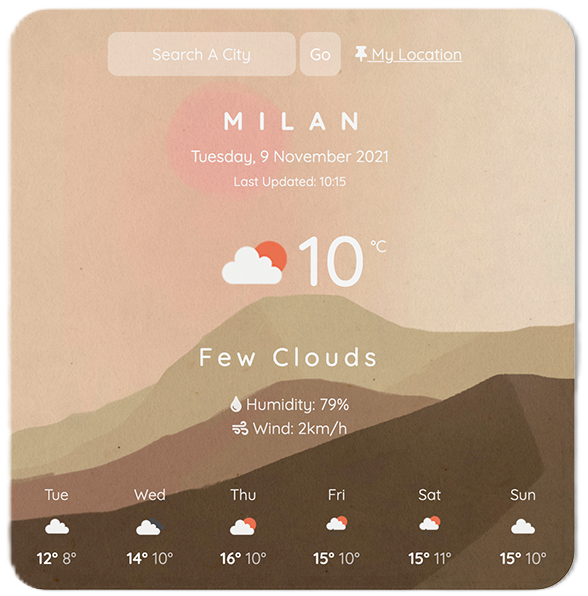 Search A City Go My Location
MILAN
Tuesday, 9 November 2021
Last Updated: 10:15
10 °C
Few Clouds
Humidity: 79%
Wind: 2km/h
Tue Wed Thu Fri Sat Sun
12° 8° 14° 10° 16° 10° 15° 10° 15° 11° 15° 10°